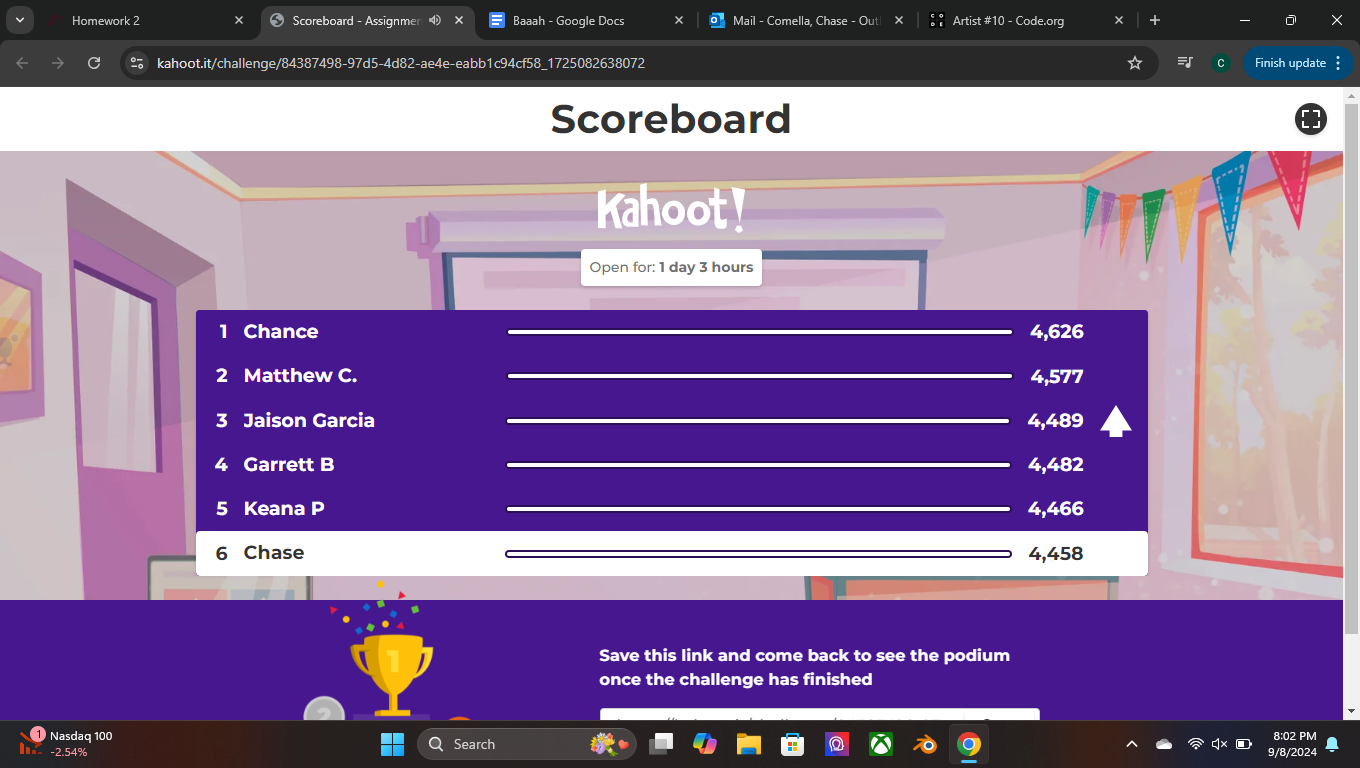 Homework 2
Scoreboard - Assignmen
Baaah - Google Docs
Mail - Comella, Chase - Outl
CODE
Artist #10 - Code.org
kahoot.it/challenge/84387498-97d5-4d82-ae4e-eabb1c94cf58_1725082638072
C
Finish update
Scoreboard
Kahoot!
Open for: 1 day 3 hours
1 Chance 4,626
2 Matthew C. 4,577
3 Jaison Garcia 4,489
4 Garrett B 4,482
5 Keana P 4,466
6 Chase 4,458
1
2
Save this link and come back to see the podium
once the challenge has finished
1
Nasdaq 100
-2.54%
Search
8:02 PM
9/8/2024